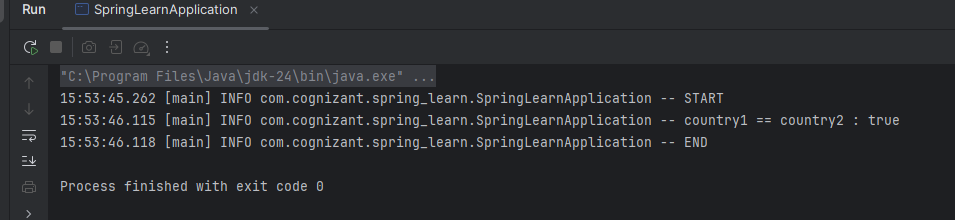 Run SpringLearnApplication
"C:\Program Files\Java\jdk-24\bin\java.exe" ...
15:53:45.262 [main] INFO com.cognizant.spring_learn.SpringLearnApplication -- START
15:53:46.115 [main] INFO com.cognizant.spring_learn.SpringLearnApplication -- country1 == country2 : true
15:53:46.118 [main] INFO com.cognizant.spring_learn.SpringLearnApplication -- END
Process finished with exit code 0